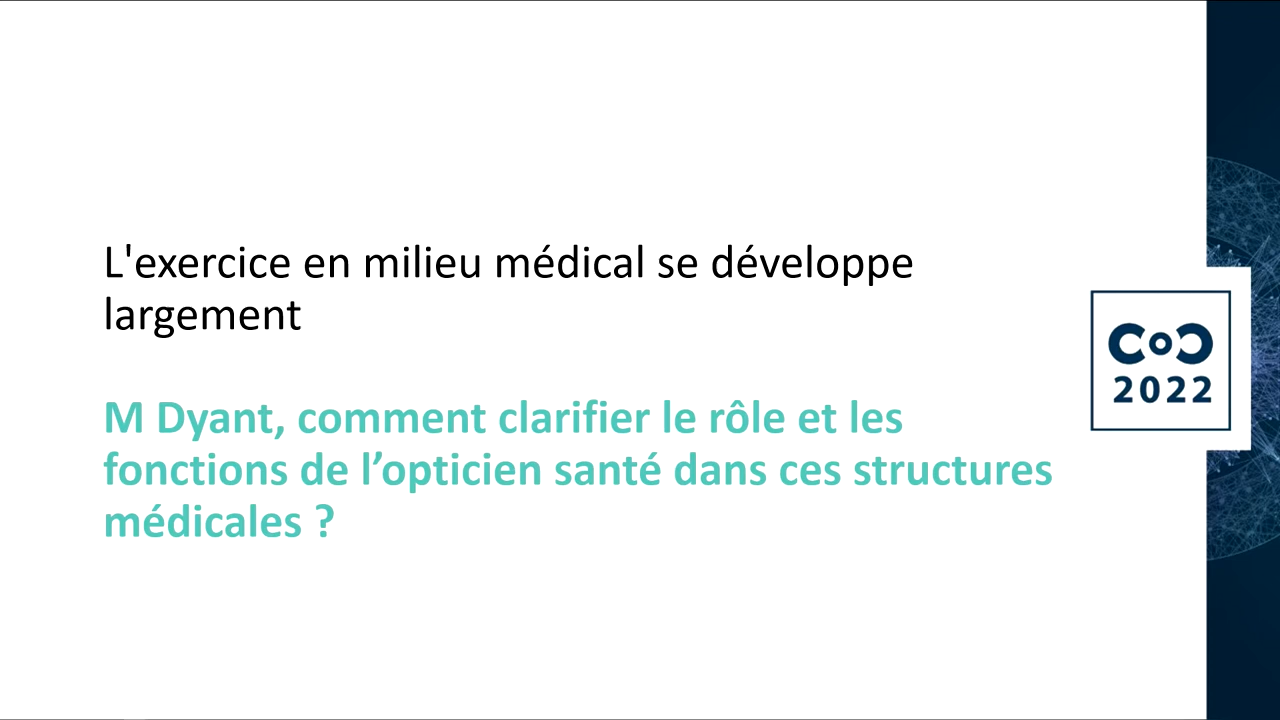 L'exercice en milieu médical se développe
largement
M Dyant, comment clarifier le rôle et les
fonctions de l’opticien santé dans ces structures
médicales ?
COC
2022